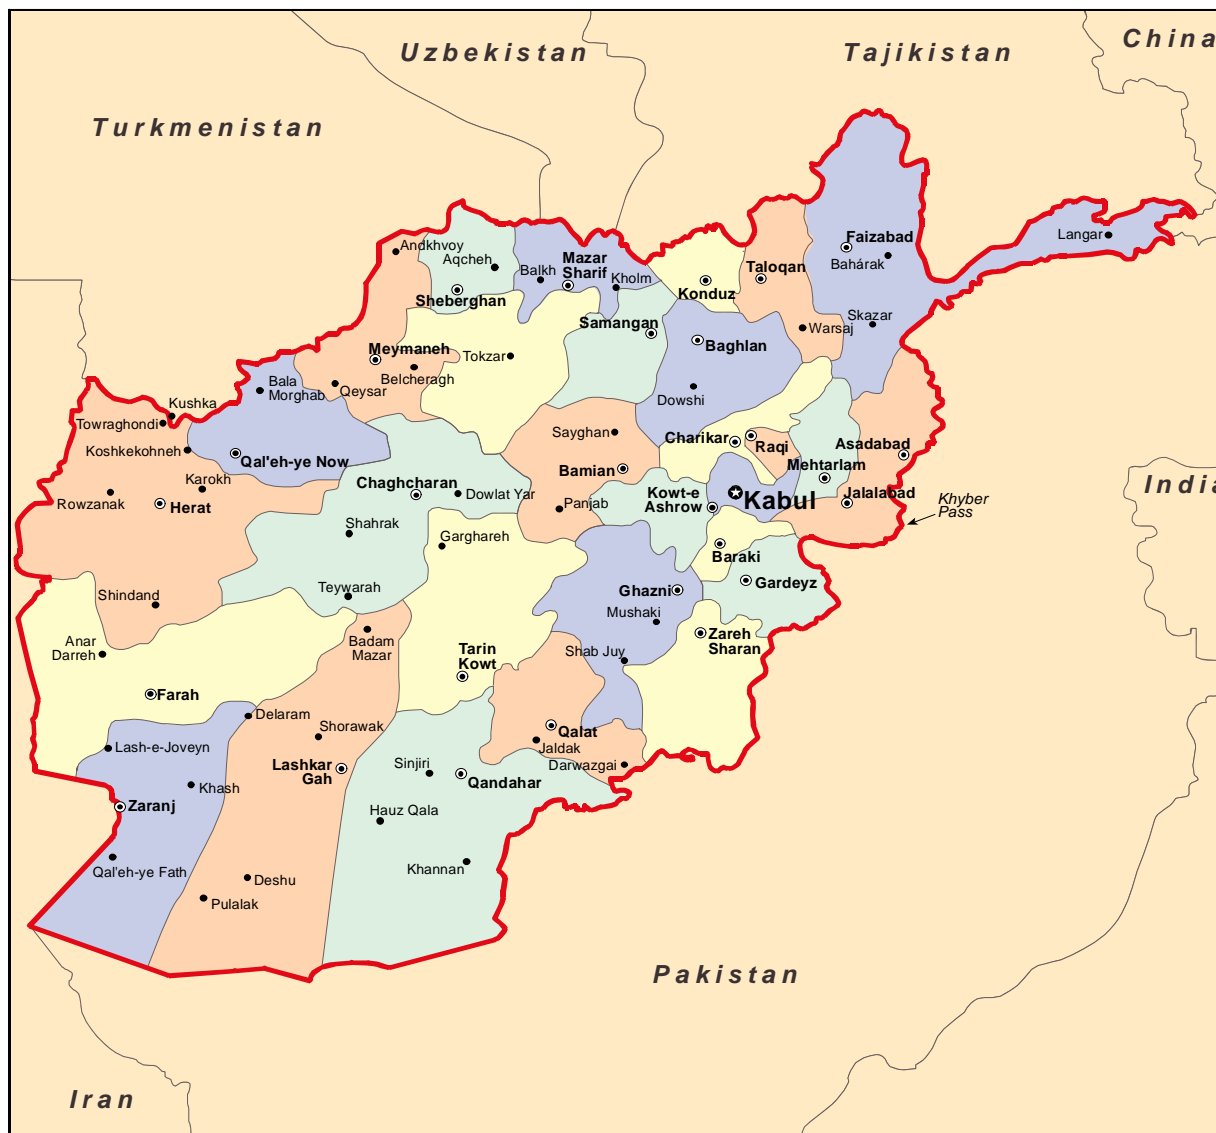 China
Uzbekistan
Tajikistan
Turkmenistan
Langar
Faizabad
Bahárak
Andkhvoy
Aqcheh
Mazar
Sharif
Balkh
Kholm
Taloqan
Konduz
Sheberghan
Skazar
Samangan
Warsaj
Baghlan
Meymaneh
Tokzar
Belcheragh
Qeysar
Bala
Morghab
Dowshi
Kushka
Towraghondi
Koshkekohneh
Sayghan
Charikar
Raqi
Asadabad
Qal'eh-ye Now
Bamian
Mehtarlam
Karokh
Chaghcharan
Dowlat Yar
Kowt-e
Ashrow
Kabul
Jalalabad
India
Rowzanak
Herat
Panjab
Khyber
Pass
Shahrak
Garghareh
Baraki
Gardeyz
Teywarah
Ghazni
Mushaki
Shindand
Anar
Darreh
Badam
Mazar
Tarin
Kowt
Shab Juy
Zareh
Sharan
Farah
Delaram
Shorawak
Qalat
Jaldak
Darwazgai
Lash-e-Joveyn
Lashkar
Gah
Sinjiri
Qandahar
Khash
Zaranj
Hauz Qala
Qal'eh-ye Fath
Khannan
Deshu
Pulalak
Pakistan
Iran